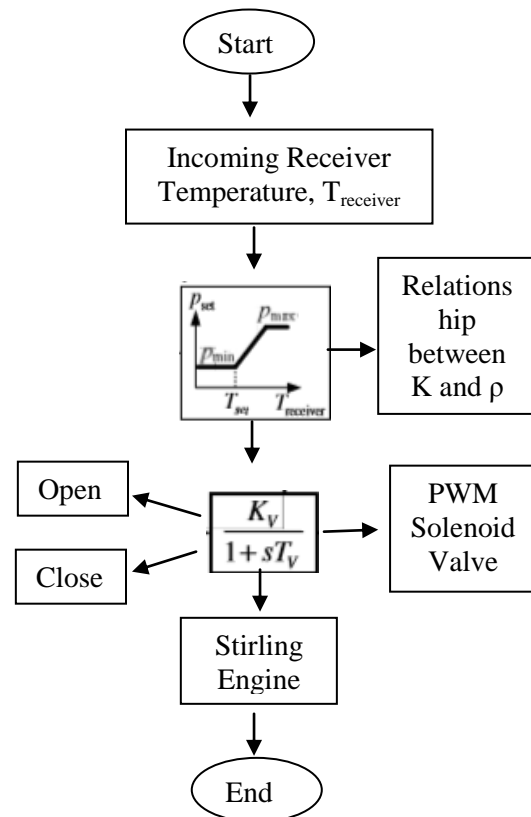 Start
Incoming Receiver
Temperature, T_receiver
p_set
p_max
p_min
T_set T_receiver
Relations
hip
between
K and ρ
Open
Close
K_V
1 + sT_V
PWM
Solenoid
Valve
Stirling
Engine
End